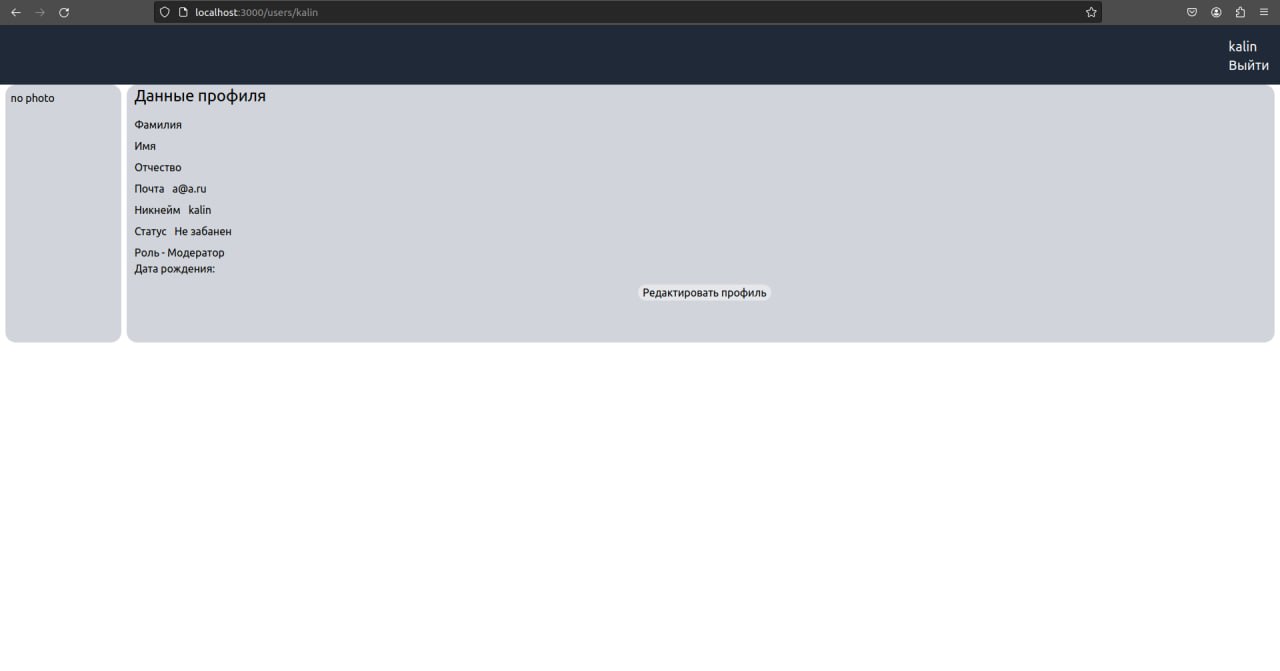 localhost:3000/users/kalin
kalin
Выйти
no photo
Данные профиля
Фамилия
Имя
Отчество
Почта a@a.ru
Никнейм kalin
Статус Не забанен
Роль - Модератор
Дата рождения:
Редактировать профиль